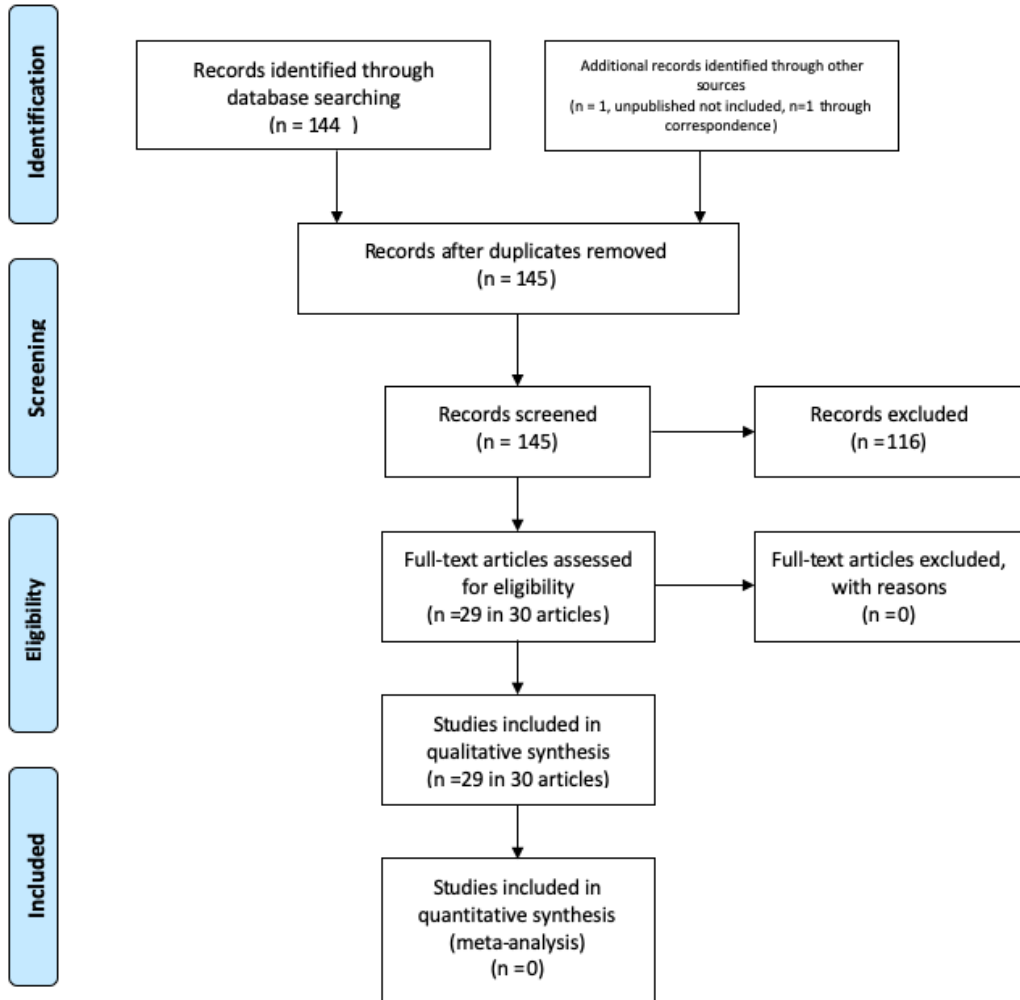 Identification
Records identified through
database searching
(n = 144  )
Additional records identified through other
sources
(n = 1, unpublished not included, n=1 through
correspondence)
Screening
Records after duplicates removed
(n = 145)
Records screened
(n = 145)
Records excluded
(n =116)
Eligibility
Full-text articles assessed
for eligibility
(n =29 in 30 articles)
Full-text articles excluded,
with reasons
(n =0)
Studies included in
qualitative synthesis
(n =29 in 30 articles)
Included
Studies included in
quantitative synthesis
(meta-analysis)
(n =0)